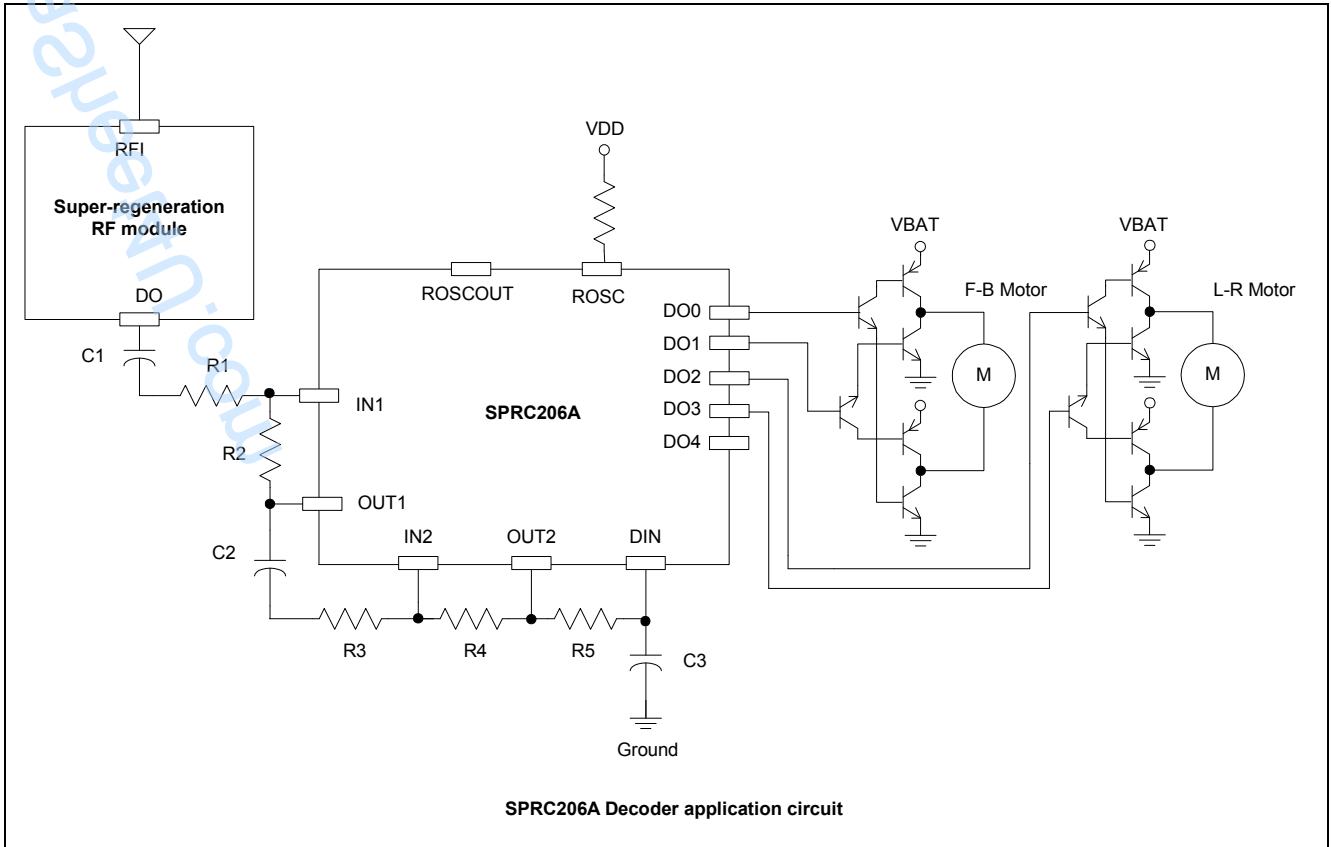 RFI
Super-regeneration
RF module
DO
C1
R1
R2
C2
VDD
ROSCOUT
ROSC
IN1
OUT1
SPRC206A
DO0
DO1
DO2
DO3
DO4
IN2
OUT2
DIN
R3
R4
R5
C3
Ground
VBAT
F-B Motor
M
VBAT
L-R Motor
M
SPRC206A Decoder application circuit